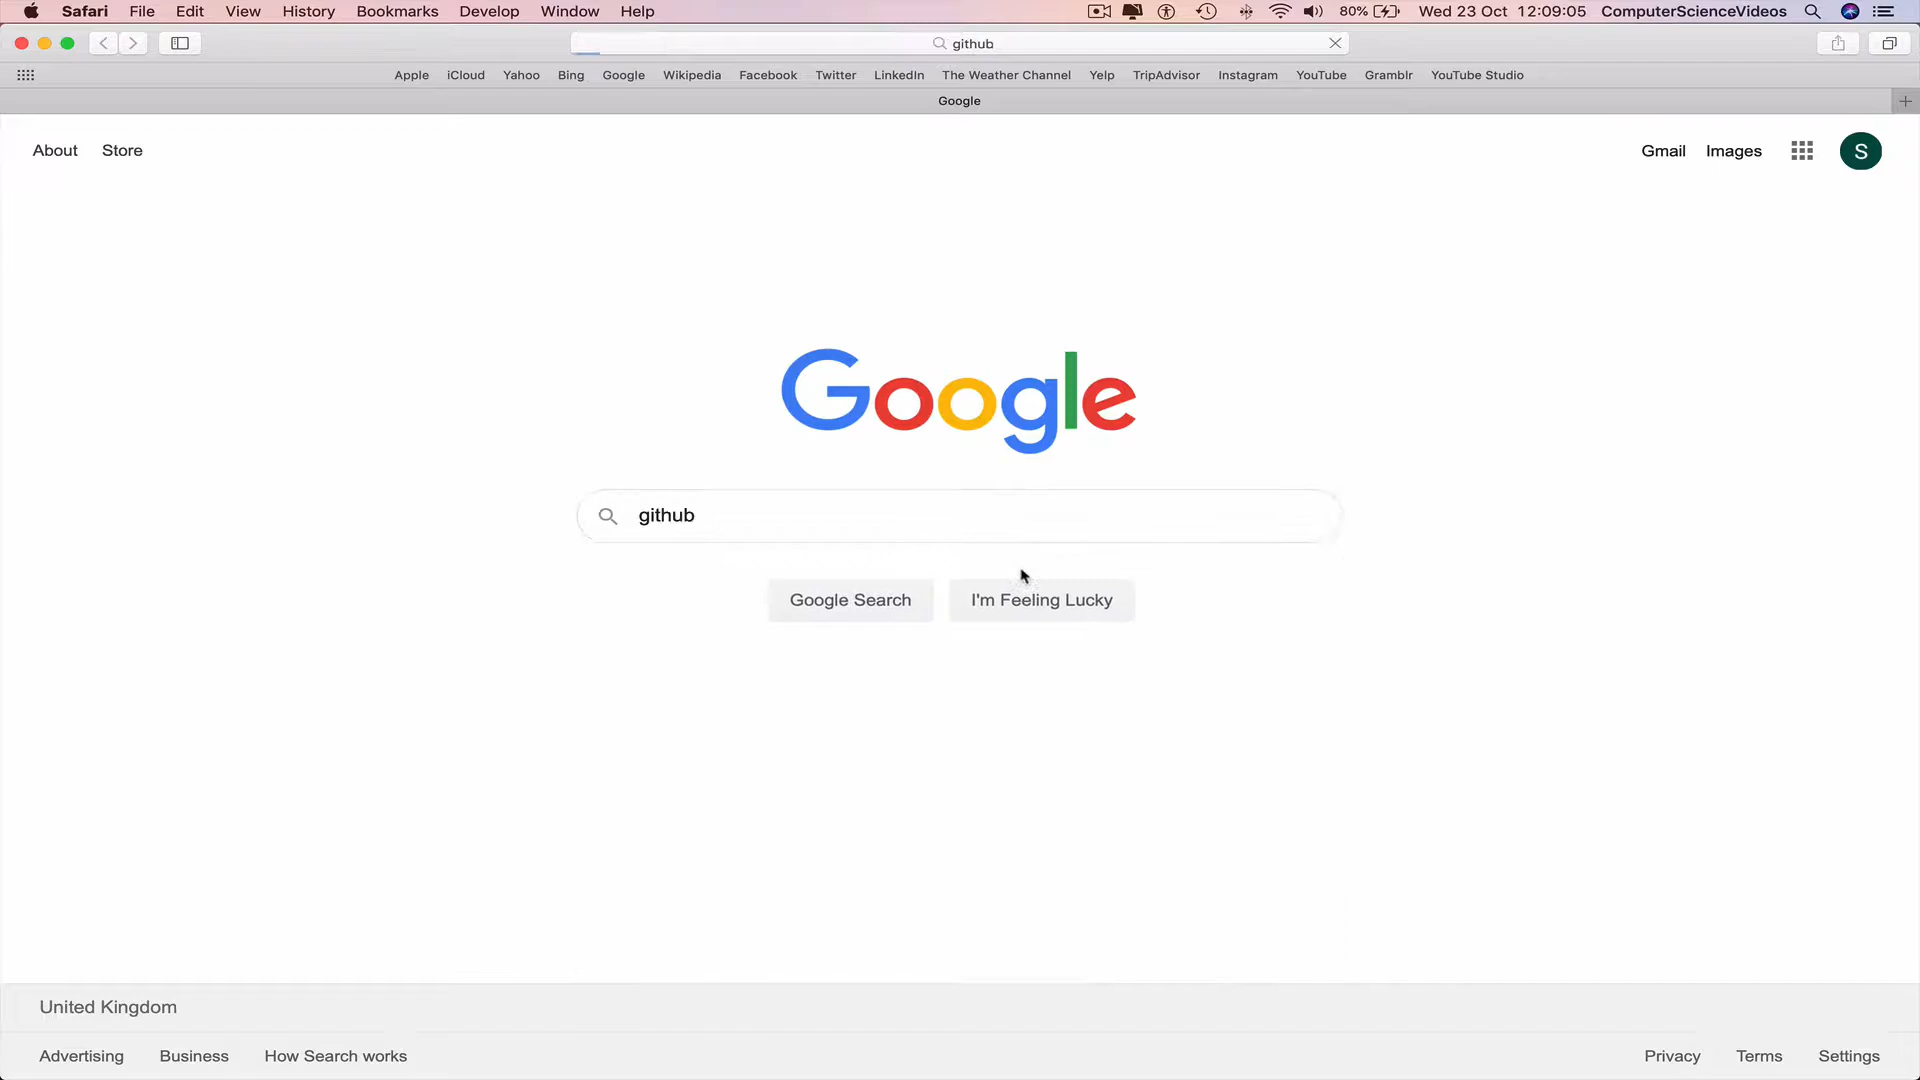 Safari File Edit View History Bookmarks Develop Window Help 80% Wed 23 Oct 12:09:05 ComputerScienceVideos
github
Apple iCloud Yahoo Bing Google Wikipedia Facebook Twitter LinkedIn The Weather Channel Yelp TripAdvisor Instagram YouTube Gramblr YouTube Studio
Google
About Store Gmail Images S
Google
github
Google Search I'm Feeling Lucky
United Kingdom
Advertising Business How Search works Privacy Terms Settings